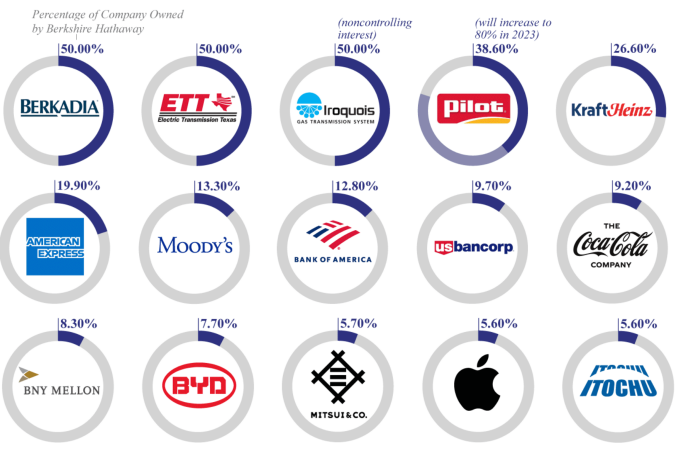 Percentage of Company Owned
by Berkshire Hathaway
(noncontrolling
interest)
(will increase to
80% in 2023)
50.00%
50.00%
50.00%
38.60%
26.60%
BERKADIA
ETT
Electric Transmission Texas
Iroquois
GAS TRANSMISSION SYSTEM
Pilot
KraftHeinz
19.90%
13.30%
12.80%
9.70%
9.20%
AMERICAN
EXPRESS
MOODY'S
BANK OF AMERICA
usbancorp
THE
Coca-Cola
COMPANY
8.30%
7.70%
5.70%
5.60%
5.60%
BNY MELLON
BYD
MITSUI & CO.
ITOCHU
ITOCHU